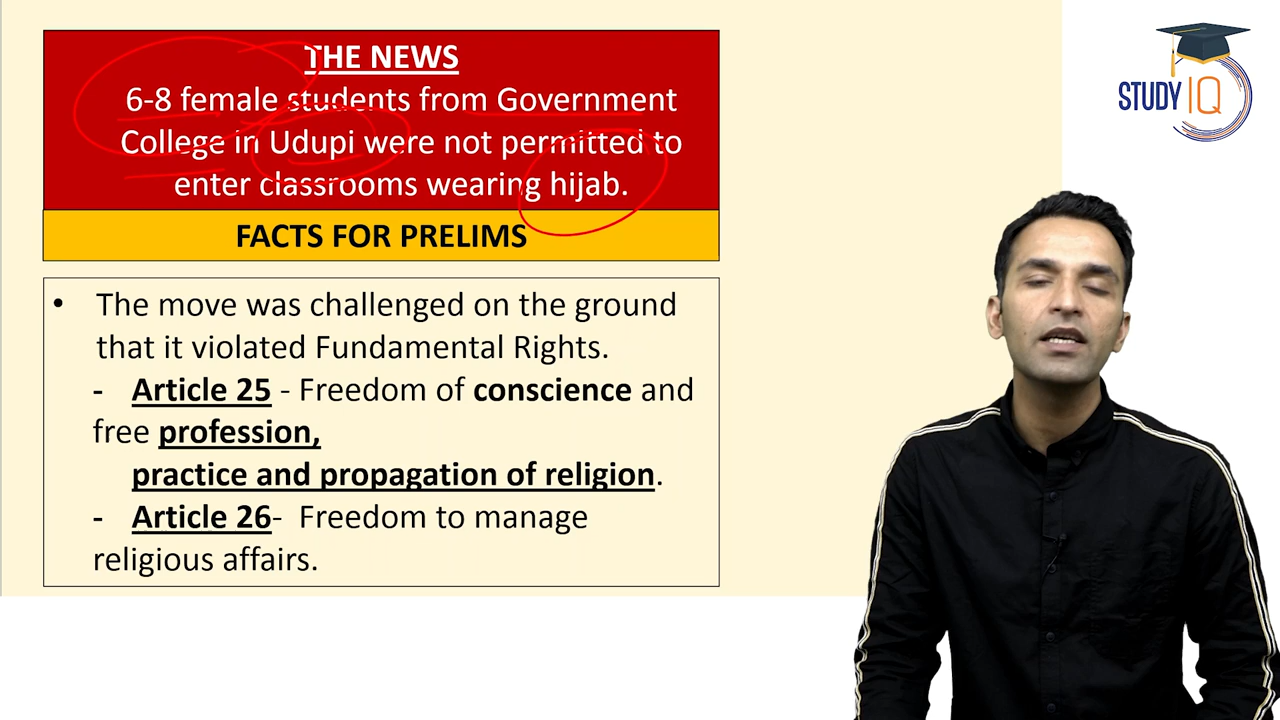 THE NEWS
6-8 female students from Government
College in Udupi were not permitted to
enter classrooms wearing hijab.
FACTS FOR PRELIMS
• The move was challenged on the ground
that it violated Fundamental Rights.
- Article 25 - Freedom of conscience and
free profession,
practice and propagation of religion.
- Article 26- Freedom to manage
religious affairs.
STUDY IQ